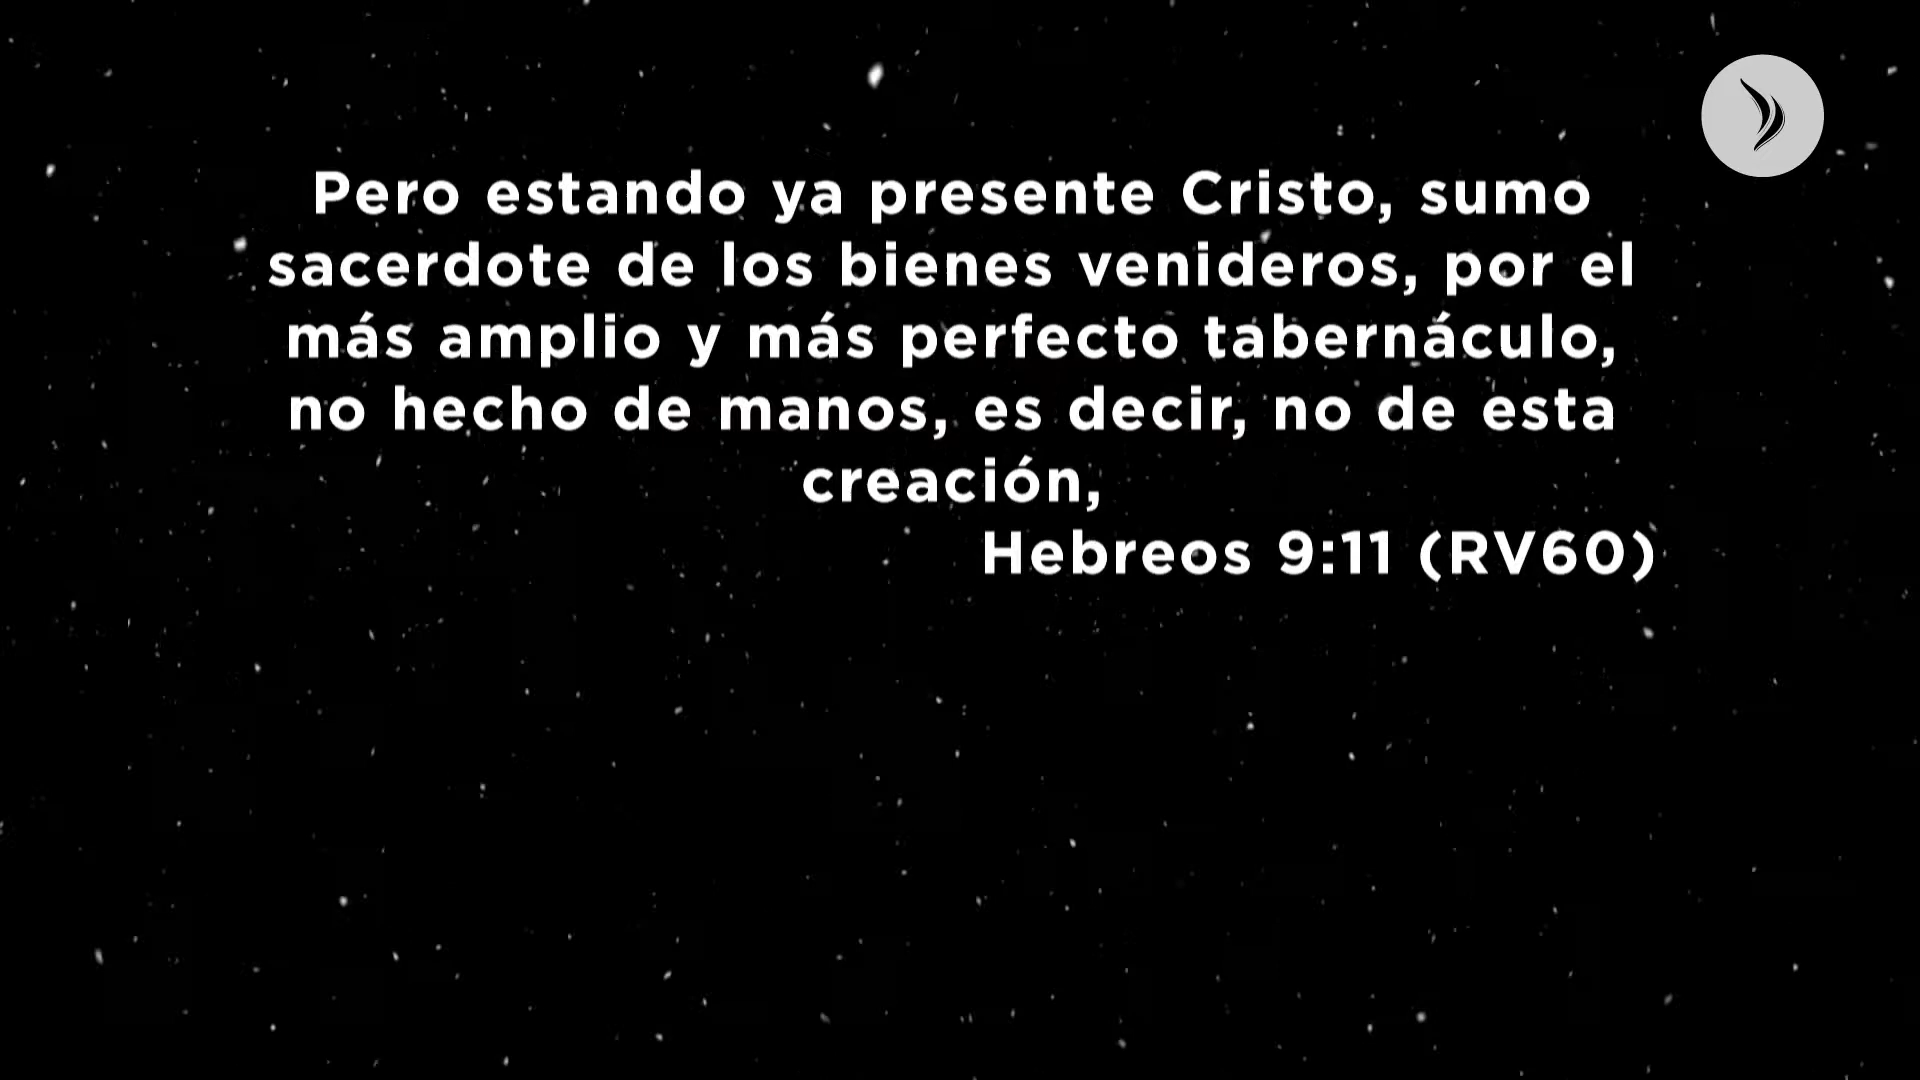 Pero estando ya presente Cristo, sumo
sacerdote de los bienes venideros, por el
más amplio y más perfecto tabernáculo,
no hecho de manos, es decir, no de esta
creación,
Hebreos 9:11 (RV60)